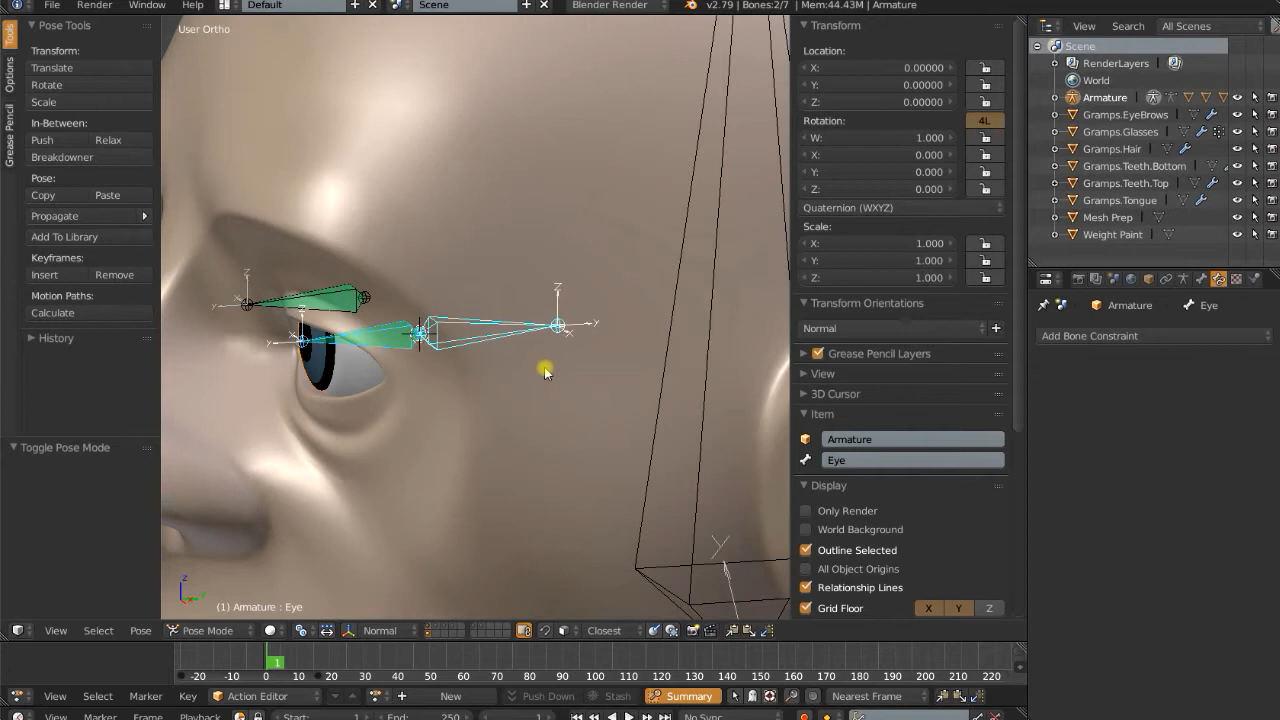 File Render Window Help Default Scene Blender Render v2.79 | Bones:2/7 | Mem:44.43M | Armature
Tools
Options
Grease Pencil
Pose Tools
Transform:
Translate
Rotate
Scale
In-Between:
Push Relax
Breakdowner
Pose:
Copy Paste
Propagate
Add To Library
Keyframes:
Insert Remove
Motion Paths:
Calculate
History
Toggle Pose Mode
User Ortho
(1) Armature : Eye
Transform
Location:
X: 0.00000
Y: 0.00000
Z: 0.00000
Rotation: 4L
W: 1.000
X: 0.000
Y: 0.000
Z: 0.000
Quaternion (WXYZ)
Scale:
X: 1.000
Y: 1.000
Z: 1.000
Transform Orientations
Normal
Grease Pencil Layers
View
3D Cursor
Item
Armature
Eye
Display
Only Render
World Background
Outline Selected
All Object Origins
Relationship Lines
Grid Floor X Y Z
View Search All Scenes
Scene
RenderLayers
World
Armature
Gramps.EyeBrows
Gramps.Glasses
Gramps.Hair
Gramps.Teeth.Bottom
Gramps.Teeth.Top
Gramps.Tongue
Mesh Prep
Weight Paint
Armature Eye
Add Bone Constraint
View Select Pose Pose Mode Normal Closest
-20 -10 0 10 20 30 40 50 60 70 80 90 100 110 120 130 140 150 160 170 180 190 200 210 220
1
View Select Marker Key Action Editor New Push Down Stash Summary Nearest Frame
View Marker Frame Playback Start: 1 End: 250 1 No Sync